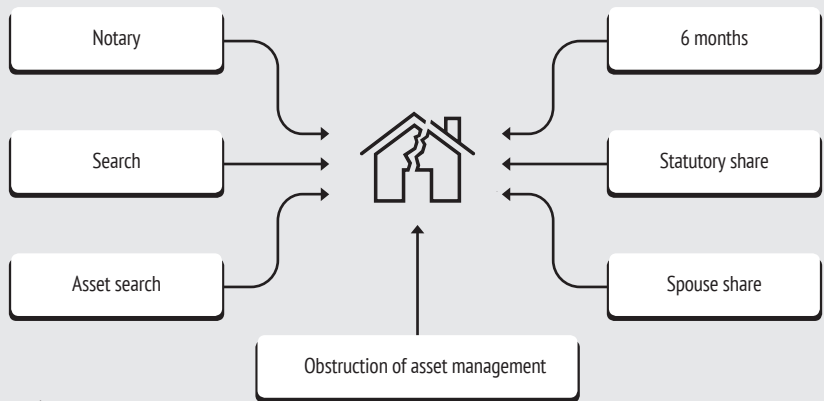 Notary
6 months
Search
Statutory share
Asset search
Spouse share
Obstruction of asset management